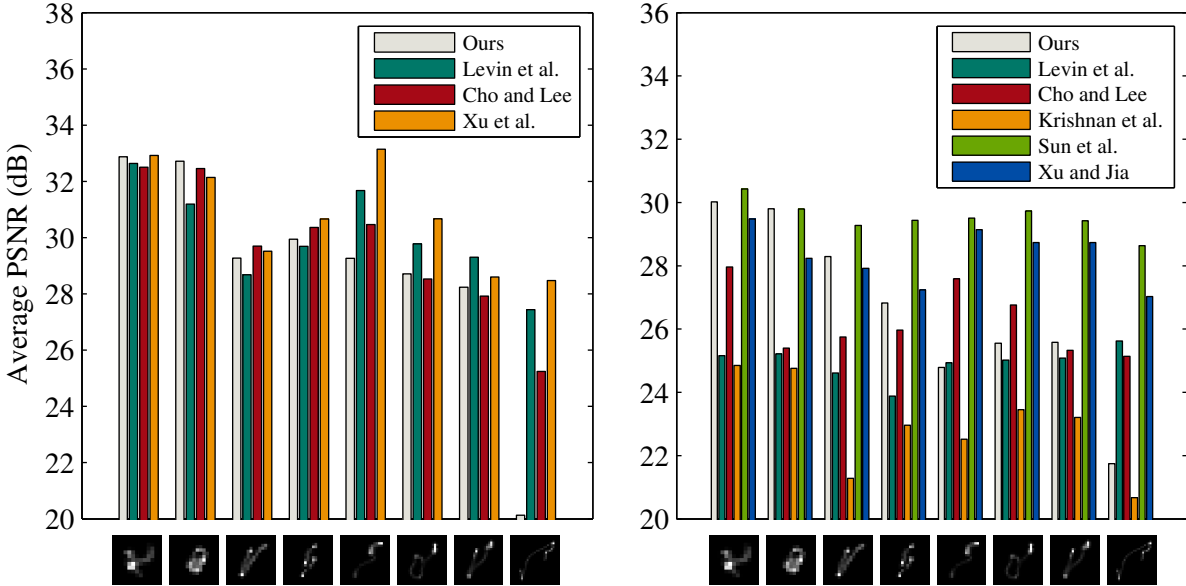 38
36
34
32
30
28
26
24
22
20
Average PSNR (dB)
Ours
Levin et al.
Cho and Lee
Xu et al.
36
34
32
30
28
26
24
22
20
Ours
Levin et al.
Cho and Lee
Krishnan et al.
Sun et al.
Xu and Jia